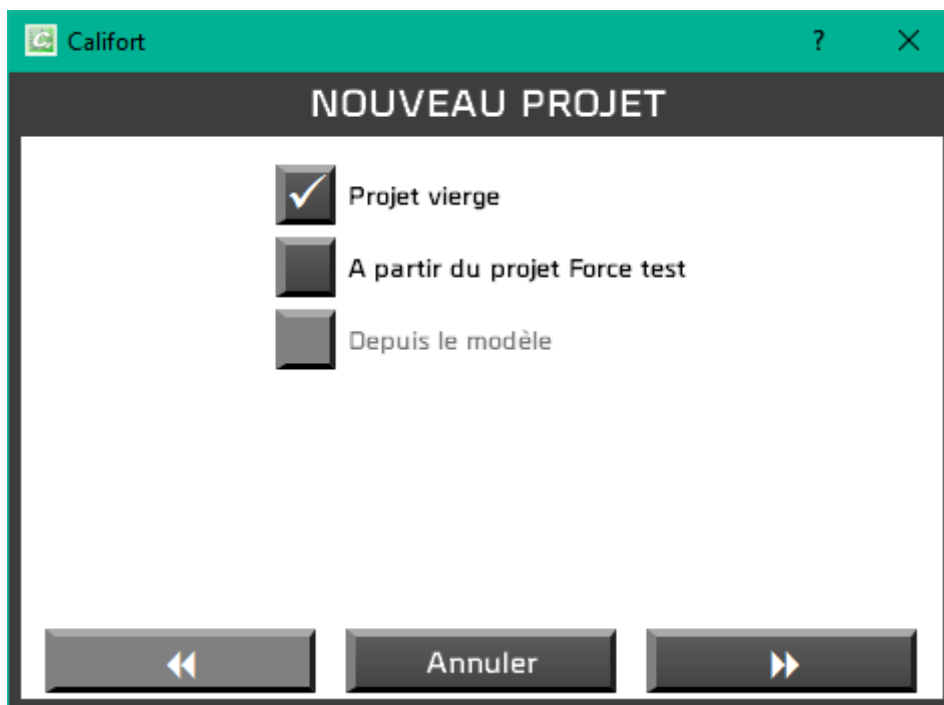 Califort
NOUVEAU PROJET
Projet vierge
A partir du projet Force test
Depuis le modèle
Annuler